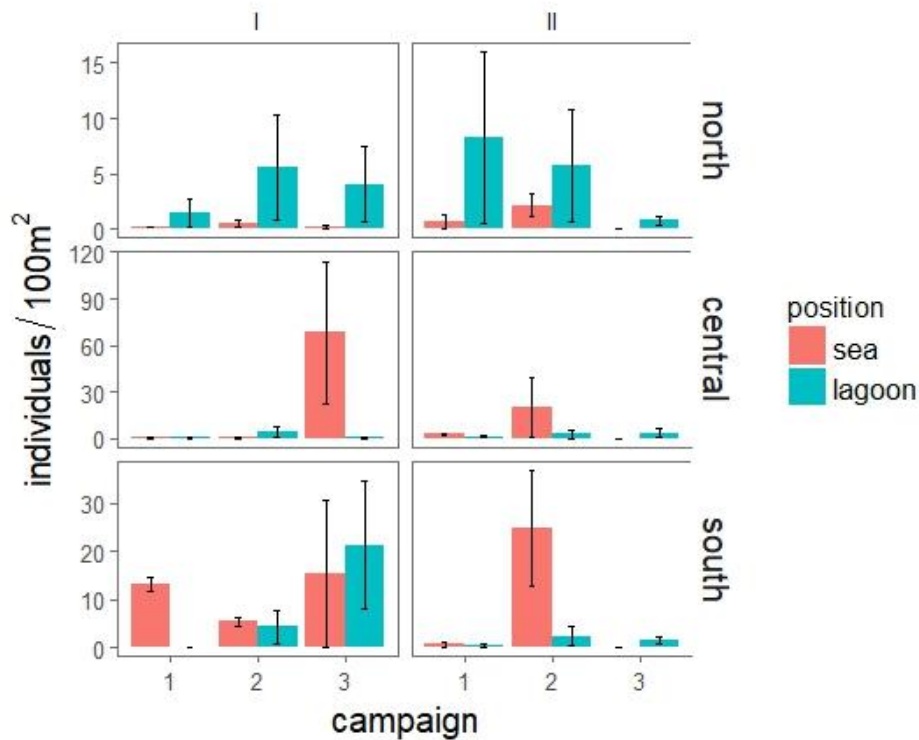 I II
15
10
5
0
north
120
90
60
30
0
central
30
20
10
0
south
1 2 3 1 2 3
campaign
individuals / 100m²
position
sea
lagoon